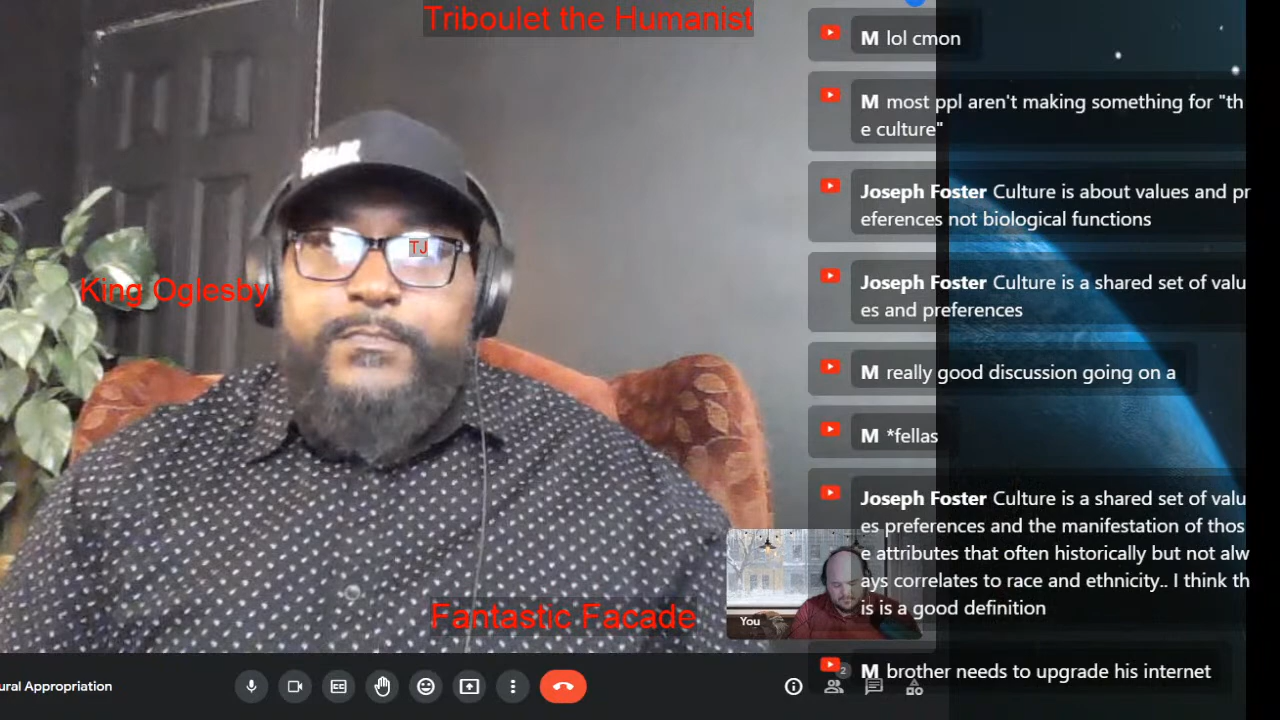 Triboulet the Humanist
TJ
King Oglesby
Fantastic Facade
You
ural Appropriation
M lol cmon
M most ppl aren't making something for "th
e culture"
Joseph Foster Culture is about values and pr
eferences not biological functions
Joseph Foster Culture is a shared set of valu
es and preferences
M really good discussion going on a
M *fellas
Joseph Foster Culture is a shared set of valu
es preferences and the manifestation of thos
e attributes that often historically but not alw
ays correlates to race and ethnicity.. I think th
is is a good definition
M brother needs to upgrade his internet
2